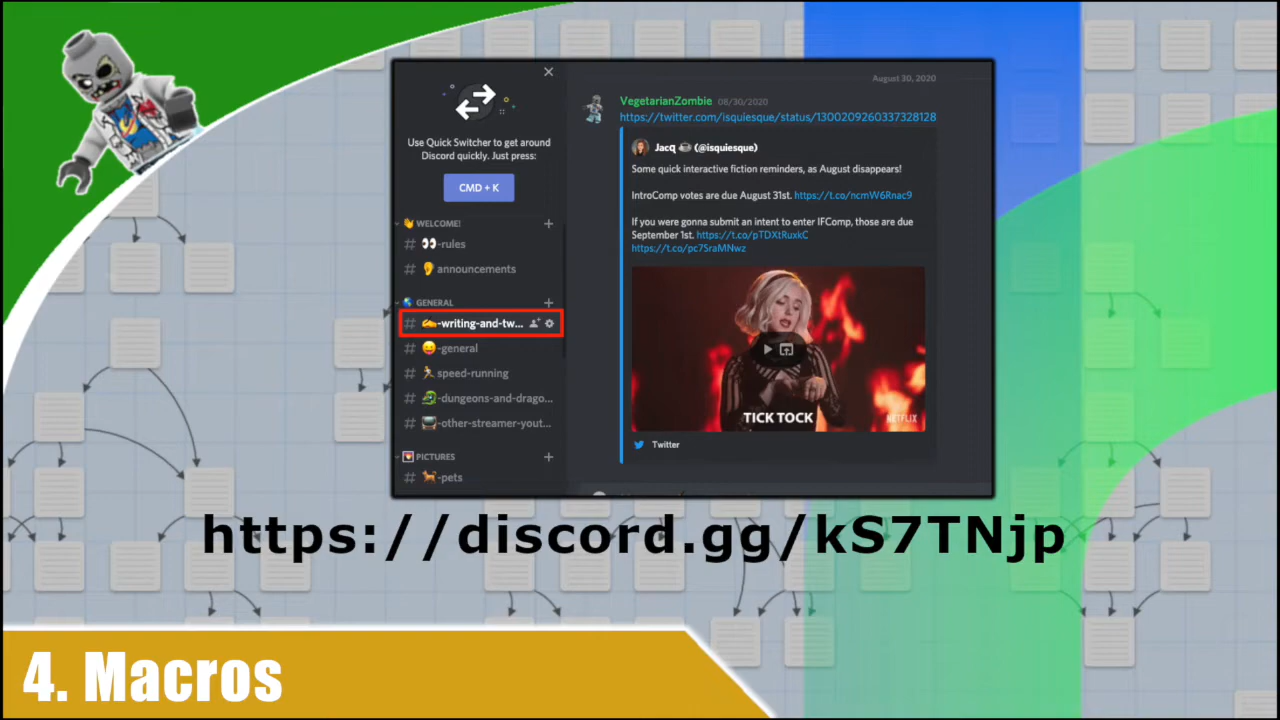 Use Quick Switcher to get around
Discord quickly. Just press:
CMD + K
WELCOME!
# -rules
# announcements
GENERAL
# -writing-and-tw...
# -general
# speed-running
# -dungeons-and-drago...
# -other-streamer-yout...
PICTURES
# -pets
August 30, 2020
VegetarianZombie 08/30/2020
https://twitter.com/isquiesque/status/1300209260337328128
Jacq (@isquiesque)
Some quick interactive fiction reminders, as August disappears!
IntroComp votes are due August 31st. https://t.co/ncmW6Rnac9
If you were gonna submit an intent to enter IFComp, those are due
September 1st. https://t.co/pTDXtRuxkC
https://t.co/pc7SraMNwz
TICK TOCK
NETFLIX
Twitter
https://discord.gg/kS7TNjp
4. Macros